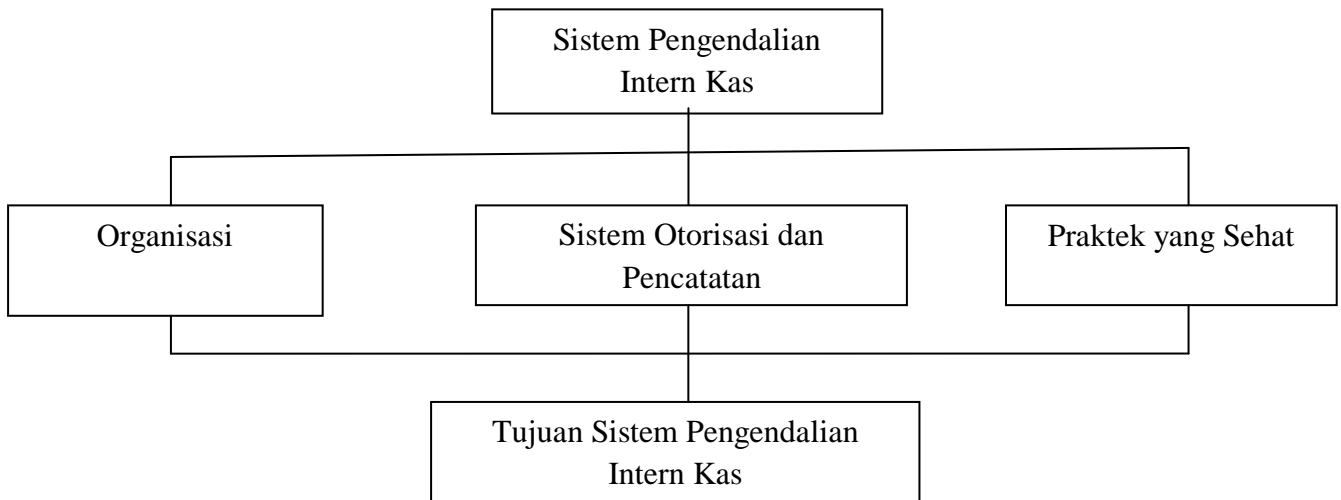 Sistem Pengendalian
Intern Kas
Organisasi
Sistem Otorisasi dan
Pencatatan
Praktek yang Sehat
Tujuan Sistem Pengendalian
Intern Kas